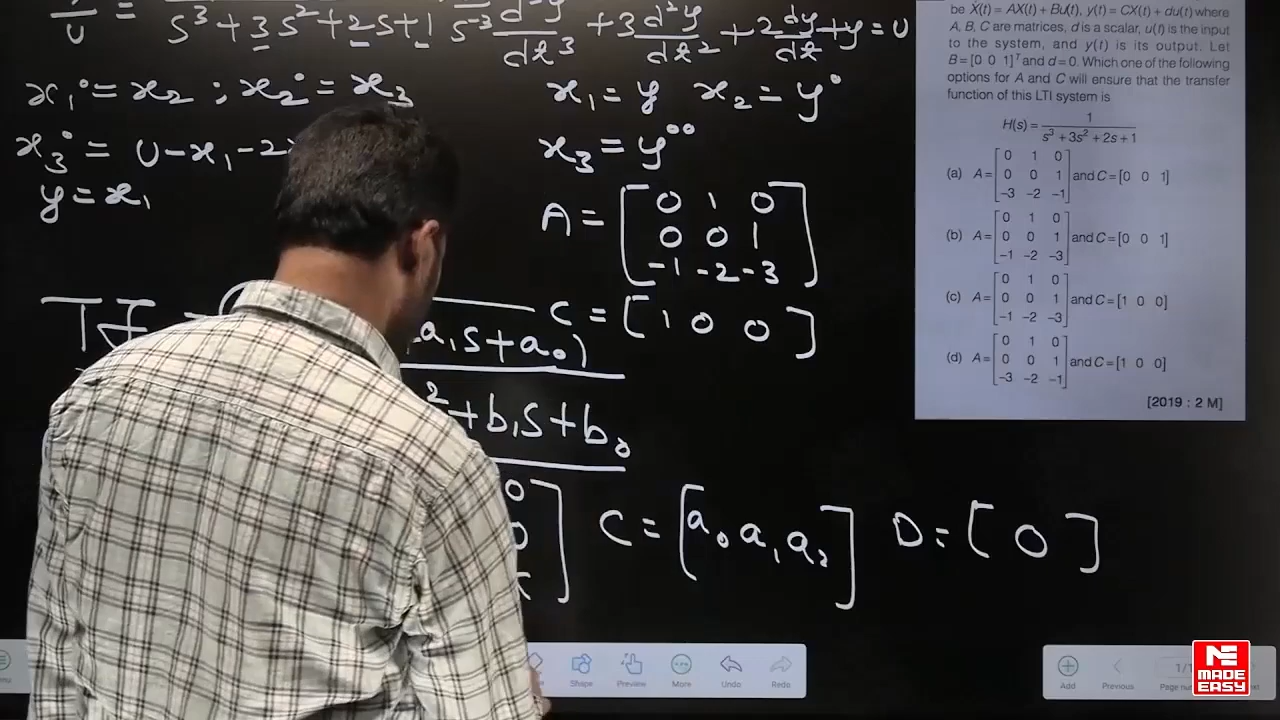 y/u = s³+3s²+2s+1 d³y/dt³ + 3d²y/dt² + 2dy/dt + y = u
x₁° = x₂ ; x₂° = x₃
x₁ = y x₂ = y°
x₃° = u-x₁-2
x₃ = y°°
y = x₁
A = [0 1 0
0 0 1
-1 -2 -3]
C = [1 0 0]
TF
a₁s+a₀)
²+b₁s+b₀
0
C = [a₀ a₁ a₂] D = [0]
be X(t) = AX(t) + Bu(t), y(t) = CX(t) + du(t) where
A, B, C are matrices, d is a scalar, u(t) is the input
to the system, and y(t) is its output. Let
B = [0 0 1]ᵀ and d = 0. Which one of the following
options for A and C will ensure that the transfer
function of this LTI system is
H(s) = 1/(s³+3s²+2s+1)
(a) A = [0 1 0
0 0 1
-3 -2 -1] and C = [0 0 1]
(b) A = [0 1 0
0 0 1
-1 -2 -3] and C = [0 0 1]
(c) A = [0 1 0
0 0 1
-1 -2 -3] and C = [1 0 0]
(d) A = [0 1 0
0 0 1
-3 -2 -1] and C = [1 0 0]
[2019 : 2 M]
Shape Preview More Undo Redo
Add Previous
ME
MADE
EASY